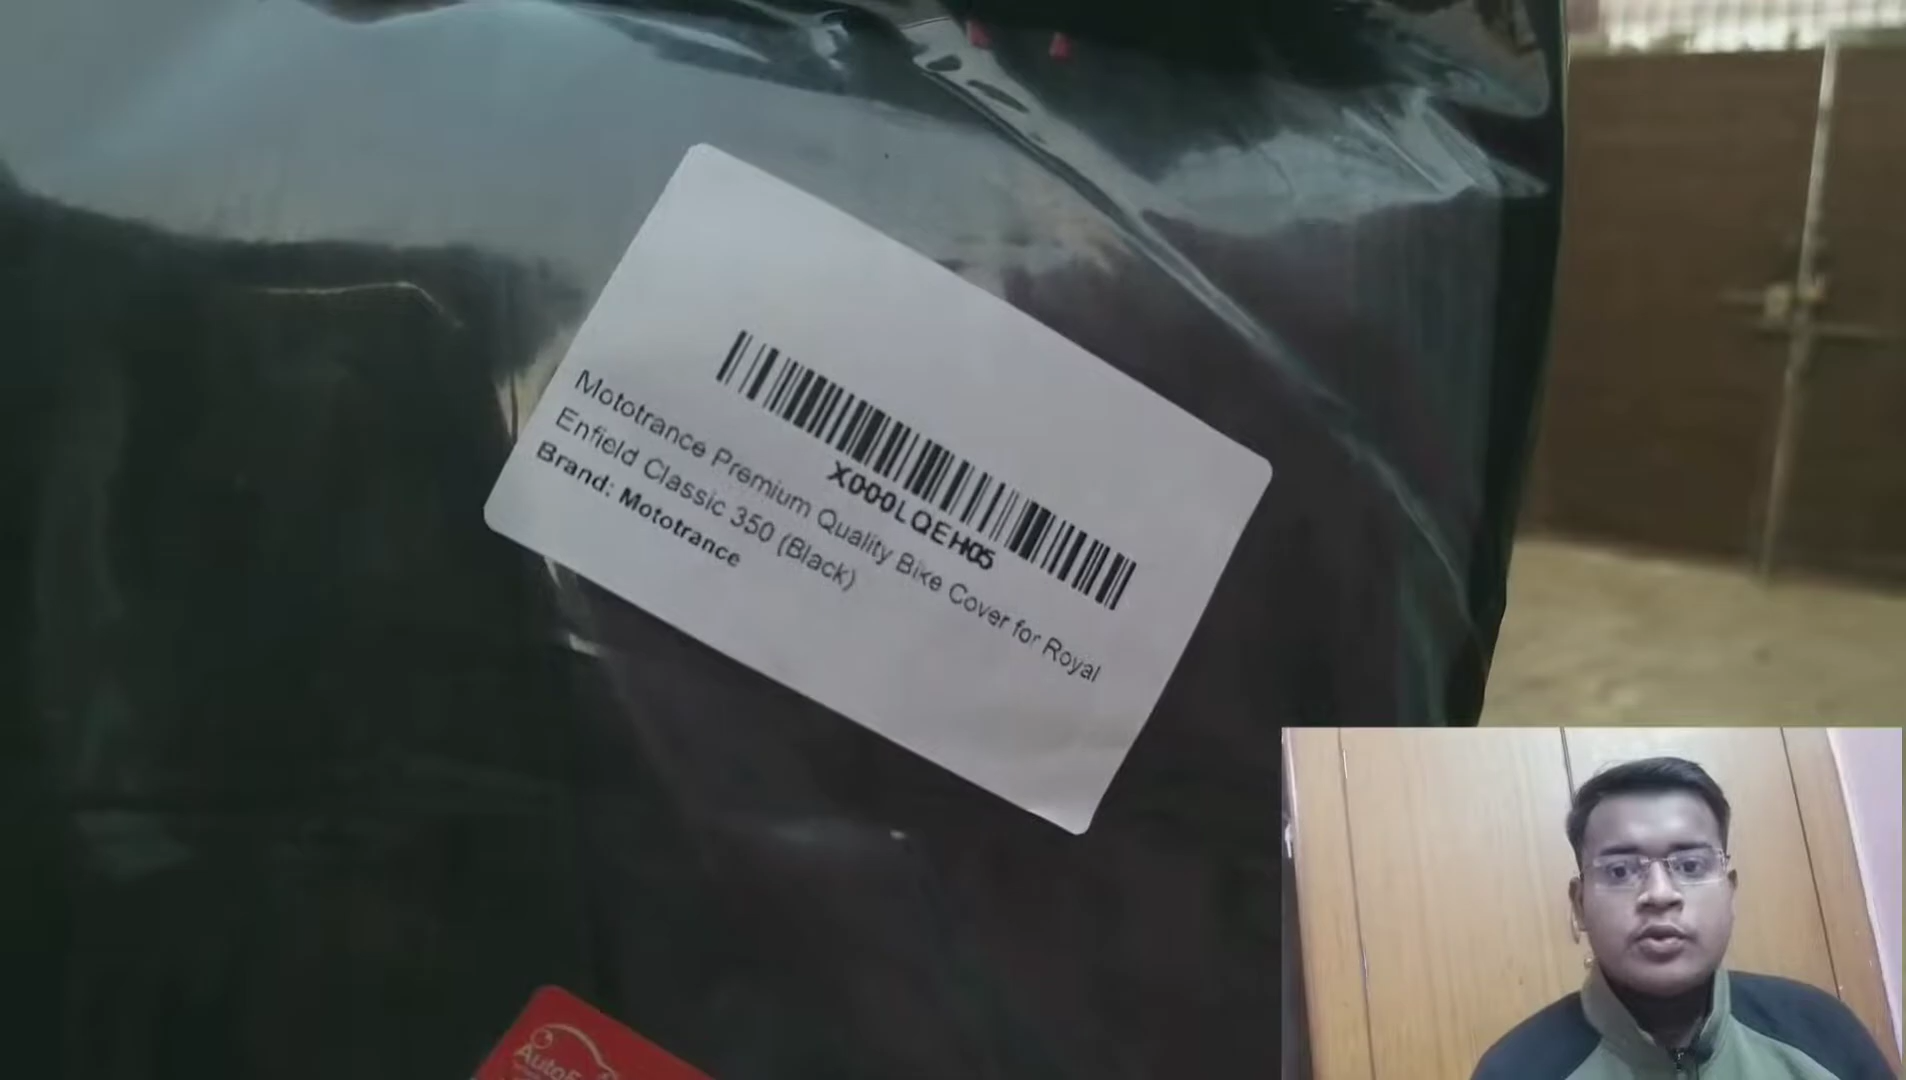 X000LQEH05
Mototrance Premium Quality Bike Cover for Royal
Enfield Classic 350 (Black)
Brand: Mototrance